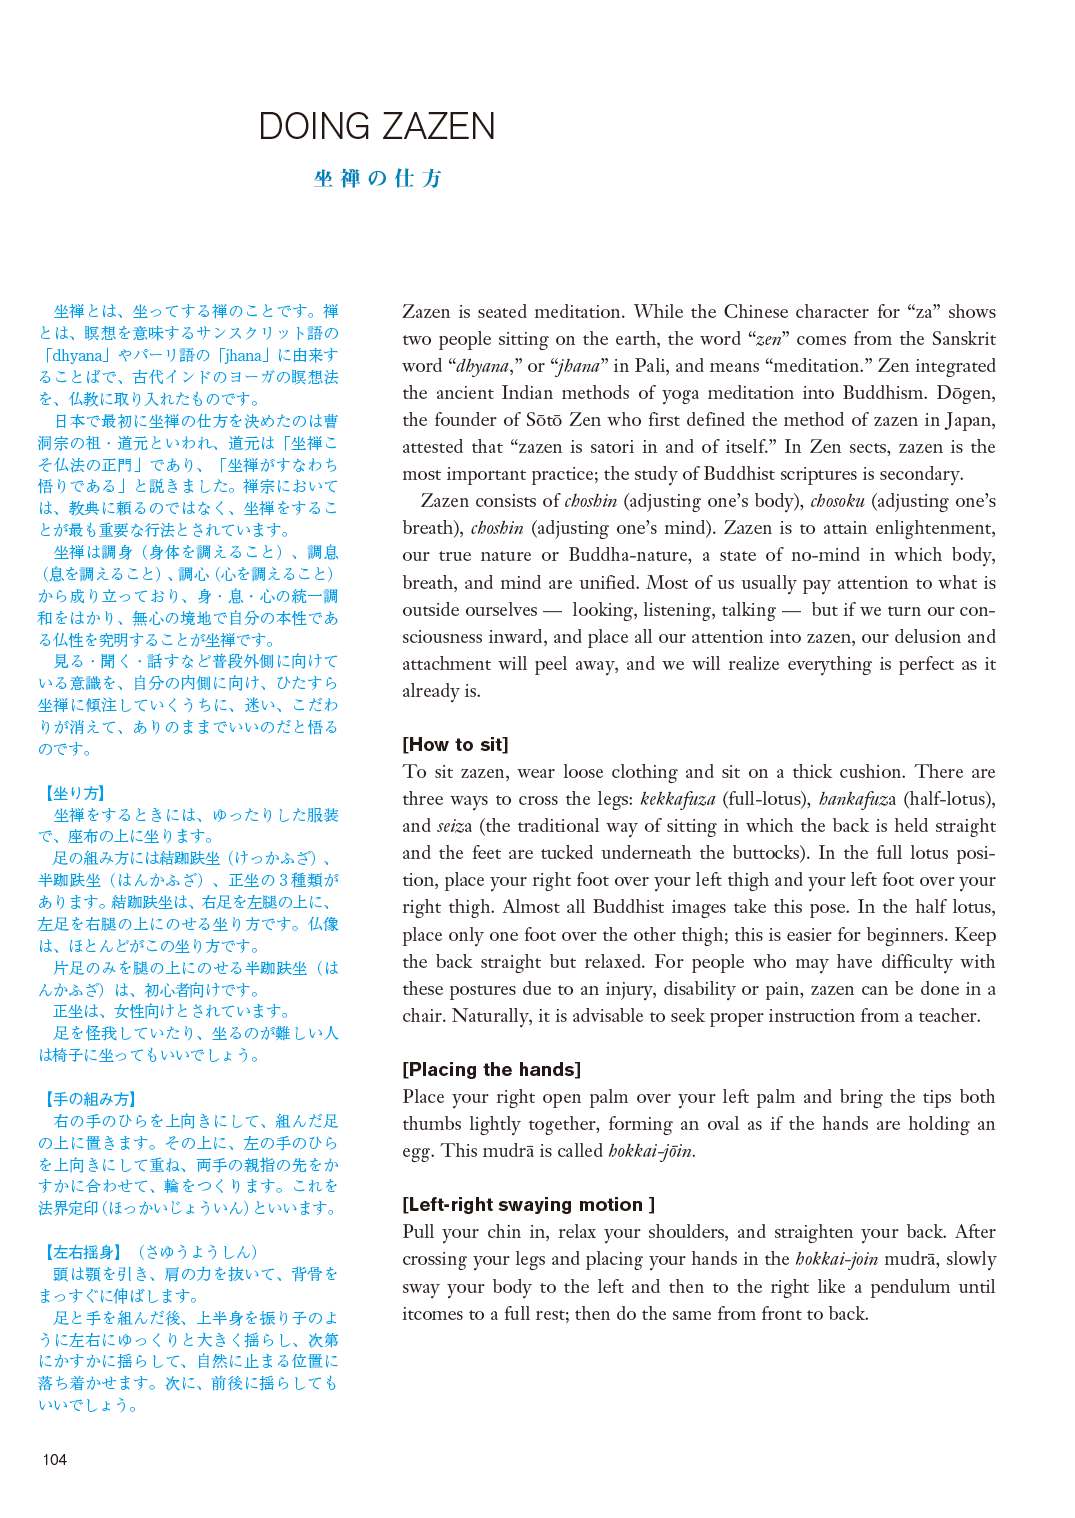 DOING ZAZEN
坐禅の仕方
坐禅とは、坐ってする禅のことです。禅
とは、瞑想を意味するサンスクリット語の
「dhyana」やパーリ語の「jhana」に由来す
ることばで、古代インドのヨーガの瞑想法
を、仏教に取り入れたものです。
日本で最初に坐禅の仕方を決めたのは曹
洞宗の祖・道元といわれ、道元は「坐禅こ
そ仏法の正門」であり、「坐禅がすなわち
悟りである」と説きました。禅宗において
は、教典に頼るのではなく、坐禅をするこ
とが最も重要な行法とされています。
坐禅は調身（身体を調えること）、調息
（息を調えること）、調心（心を調えること）
から成り立っており、身・息・心の統一調
和をはかり、無心の境地で自分の本性であ
る仏性を究明することが坐禅です。
見る・聞く・話すなど普段外側に向けて
いる意識を、自分の内側に向け、ひたすら
坐禅に傾注していくうちに、迷い、こだわ
りが消えて、ありのままでいいのだと悟る
のです。
【坐り方】
坐禅をするときには、ゆったりした服装
で、座布の上に坐ります。
足の組み方には結跏趺坐（けっかふざ）、
半跏趺坐（はんかふざ）、正坐の３種類が
あります。結跏趺坐は、右足を左腿の上に、
左足を右腿の上にのせる坐り方です。仏像
は、ほとんどがこの坐り方です。
片足のみを腿の上にのせる半跏趺坐（は
んかふざ）は、初心者向けです。
正坐は、女性向けとされています。
足を怪我していたり、坐るのが難しい人
は椅子に坐ってもいいでしょう。
【手の組み方】
右の手のひらを上向きにして、組んだ足
の上に置きます。その上に、左の手のひら
を上向きにして重ね、両手の親指の先をか
すかに合わせて、輪をつくります。これを
法界定印（ほっかいじょういん）といいます。
【左右揺身】（さゆうようしん）
頭は顎を引き、肩の力を抜いて、背骨を
まっすぐに伸ばします。
足と手を組んだ後、上半身を振り子のよ
うに左右にゆっくりと大きく揺らし、次第
にかすかに揺らして、自然に止まる位置に
落ち着かせます。次に、前後に揺らしても
いいでしょう。
Zazen is seated meditation. While the Chinese character for “za” shows
two people sitting on the earth, the word “zen” comes from the Sanskrit
word “dhyana,” or “jhana” in Pali, and means “meditation.” Zen integrated
the ancient Indian methods of yoga meditation into Buddhism. Dōgen,
the founder of Sōtō Zen who first defined the method of zazen in Japan,
attested that “zazen is satori in and of itself.” In Zen sects, zazen is the
most important practice; the study of Buddhist scriptures is secondary.
Zazen consists of choshin (adjusting one’s body), chosoku (adjusting one’s
breath), choshin (adjusting one’s mind). Zazen is to attain enlightenment,
our true nature or Buddha-nature, a state of no-mind in which body,
breath, and mind are unified. Most of us usually pay attention to what is
outside ourselves — looking, listening, talking — but if we turn our con-
sciousness inward, and place all our attention into zazen, our delusion and
attachment will peel away, and we will realize everything is perfect as it
already is.
[How to sit]
To sit zazen, wear loose clothing and sit on a thick cushion. There are
three ways to cross the legs: kekkafuza (full-lotus), hankafuza (half-lotus),
and seiza (the traditional way of sitting in which the back is held straight
and the feet are tucked underneath the buttocks). In the full lotus posi-
tion, place your right foot over your left thigh and your left foot over your
right thigh. Almost all Buddhist images take this pose. In the half lotus,
place only one foot over the other thigh; this is easier for beginners. Keep
the back straight but relaxed. For people who may have difficulty with
these postures due to an injury, disability or pain, zazen can be done in a
chair. Naturally, it is advisable to seek proper instruction from a teacher.
[Placing the hands]
Place your right open palm over your left palm and bring the tips both
thumbs lightly together, forming an oval as if the hands are holding an
egg. This mudrā is called hokkai-jōin.
[Left-right swaying motion ]
Pull your chin in, relax your shoulders, and straighten your back. After
crossing your legs and placing your hands in the hokkai-join mudrā, slowly
sway your body to the left and then to the right like a pendulum until
itcomes to a full rest; then do the same from front to back.
104